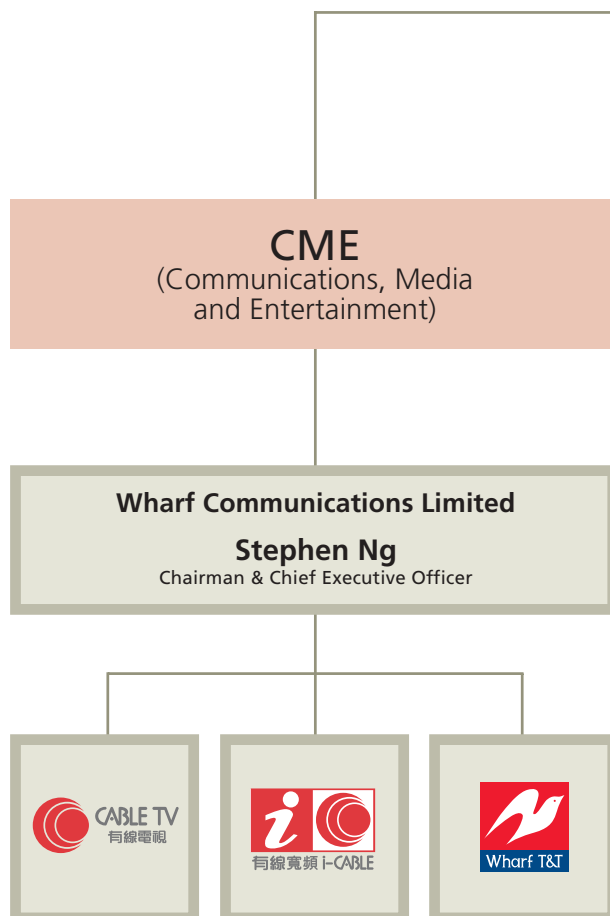 CME
(Communications, Media
and Entertainment)
Wharf Communications Limited
Stephen Ng
Chairman & Chief Executive Officer
CABLE TV
有線電視
i
有線寬頻 i-CABLE
Wharf T&T